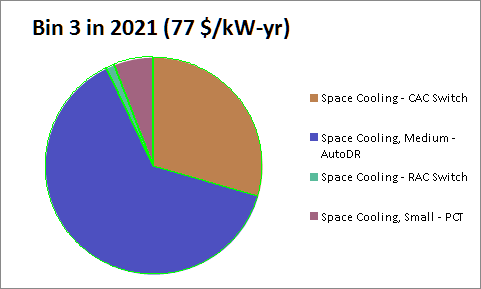 Bin 3 in 2021 (77 $/kW-yr)
Space Cooling - CAC Switch
Space Cooling, Medium -
AutoDR
Space Cooling - RAC Switch
Space Cooling, Small - PCT